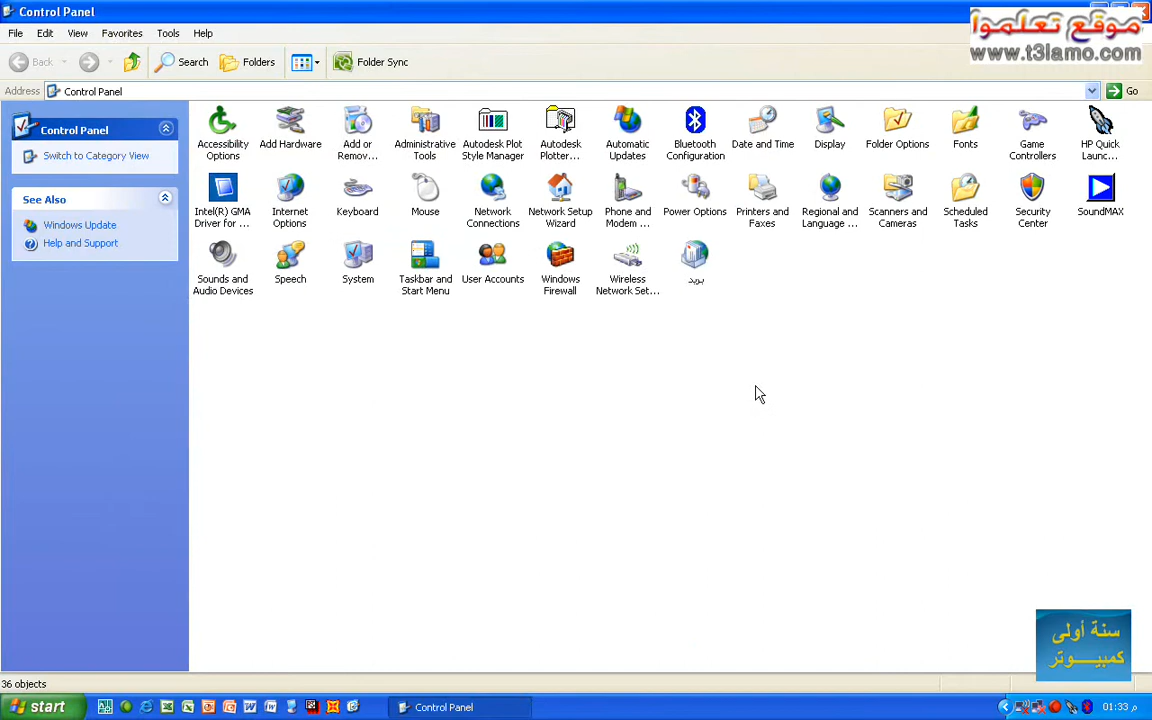 Control Panel
موقع تعلموا
www.t3lamo.com
File Edit View Favorites Tools Help
Back Search Folders Folder Sync
Address Control Panel Go
Control Panel
Switch to Category View
See Also
Windows Update
Help and Support
Accessibility Options
Add Hardware
Add or Remov...
Administrative Tools
Autodesk Plot Style Manager
Autodesk Plotter...
Automatic Updates
Bluetooth Configuration
Date and Time
Display
Folder Options
Fonts
Game Controllers
HP Quick Launc...
Intel(R) GMA Driver for ...
Internet Options
Keyboard
Mouse
Network Connections
Network Setup Wizard
Phone and Modem ...
Power Options
Printers and Faxes
Regional and Language ...
Scanners and Cameras
Scheduled Tasks
Security Center
SoundMAX
Sounds and Audio Devices
Speech
System
Taskbar and Start Menu
User Accounts
Windows Firewall
Wireless Network Set...
بريد
سنة أولى
كمبيـــوتر
36 objects
start
Control Panel
01:33 م